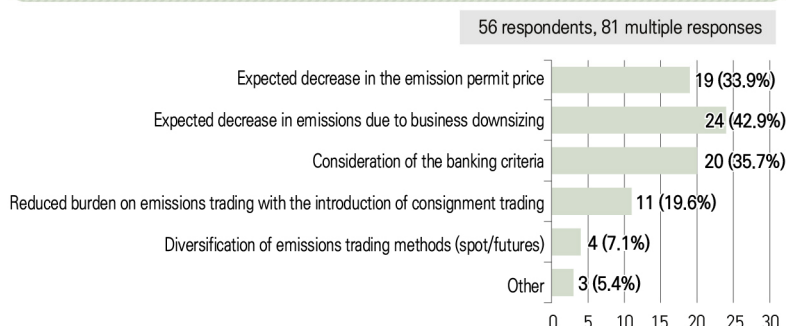 56 respondents, 81 multiple responses
Expected decrease in the emission permit price 19 (33.9%)
Expected decrease in emissions due to business downsizing 24 (42.9%)
Consideration of the banking criteria 20 (35.7%)
Reduced burden on emissions trading with the introduction of consignment trading 11 (19.6%)
Diversification of emissions trading methods (spot/futures) 4 (7.1%)
Other 3 (5.4%)
0 5 10 15 20 25 30